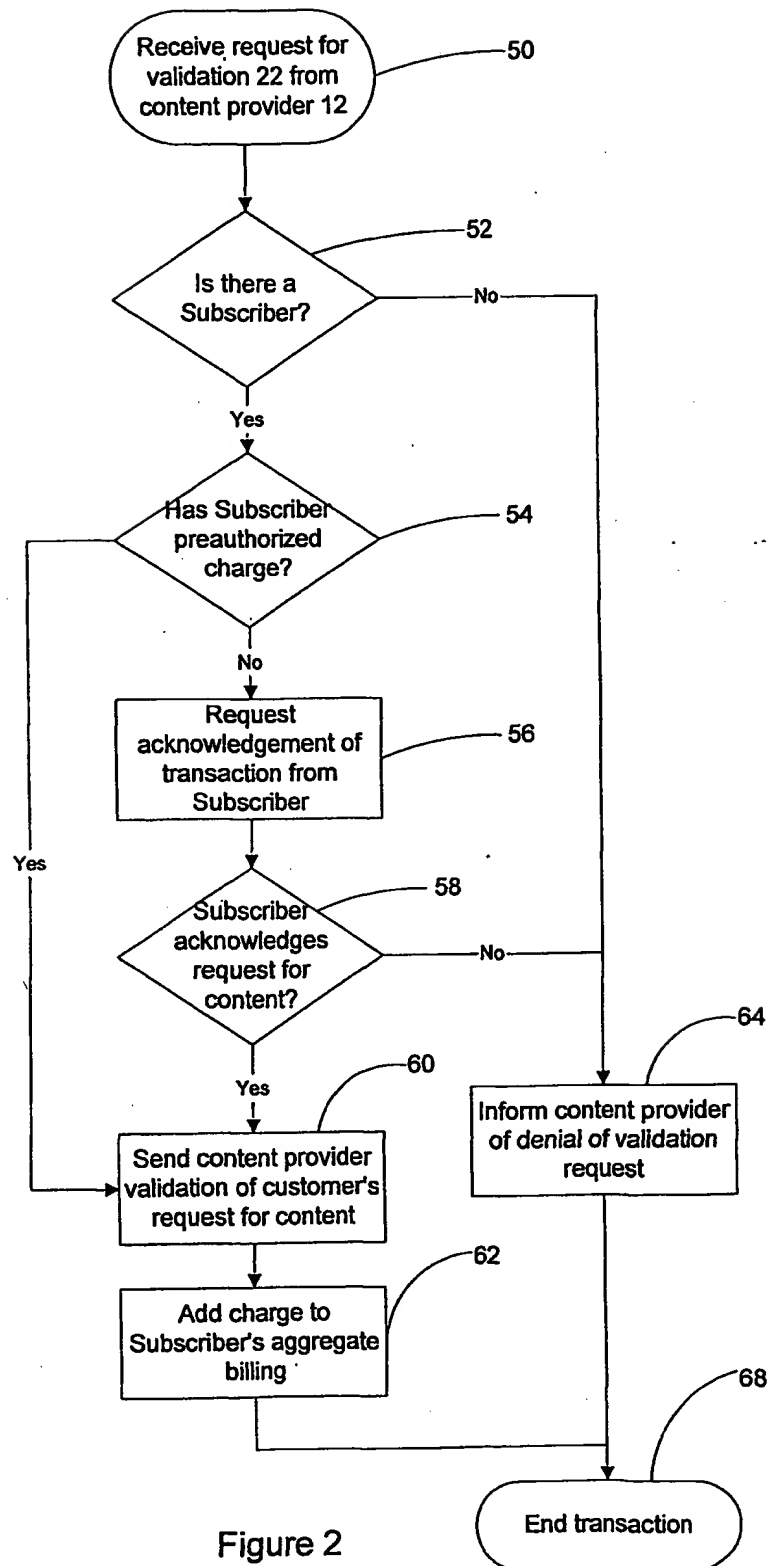 Receive request for
validation 22 from
content provider 12
50
52
Is there a
Subscriber?
No
Yes
Has Subscriber
preauthorized
charge?
54
No
Request
acknowledgement of
transaction from
Subscriber
56
Yes
58
Subscriber
acknowledges
request for
content?
No
64
Yes
60
Inform content provider
of denial of validation
request
Send content provider
validation of customer's
request for content
62
Add charge to
Subscriber's aggregate
billing
68
End transaction
Figure 2